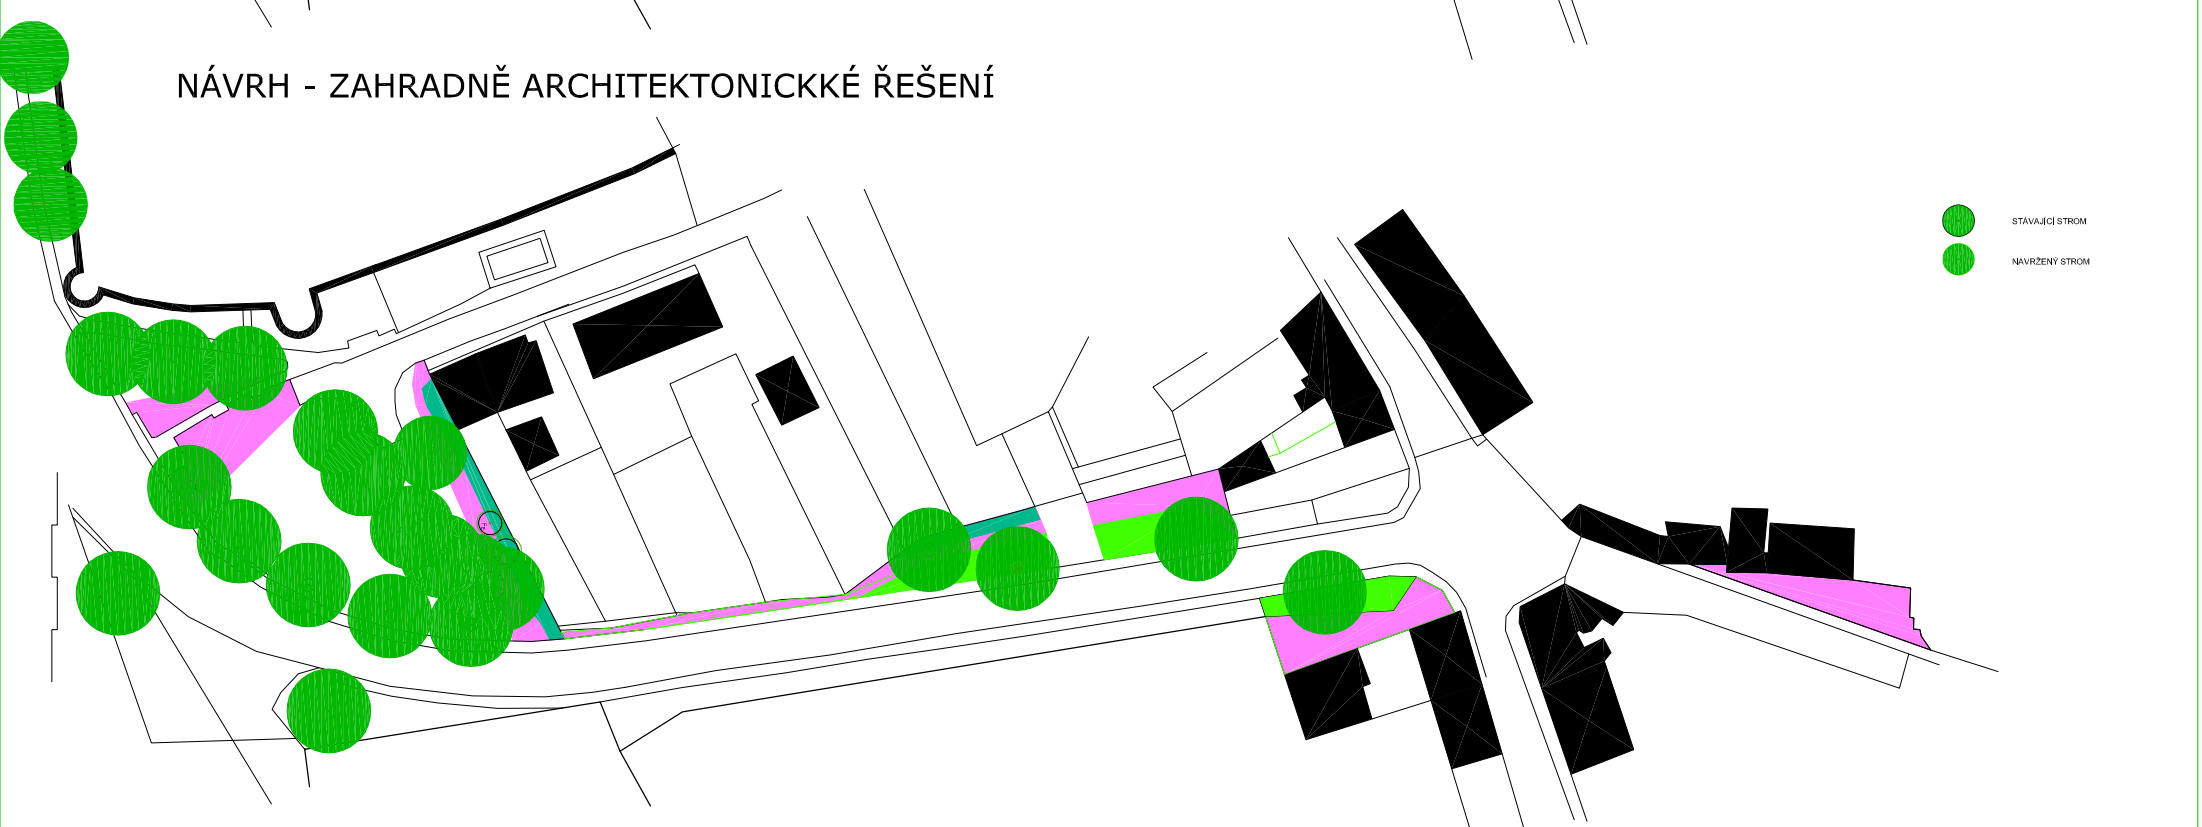 NÁVRH - ZAHRADNĚ ARCHITEKTONICKKÉ ŘEŠENÍ
STÁVAJÍCÍ STROM
NAVRŽENÝ STROM